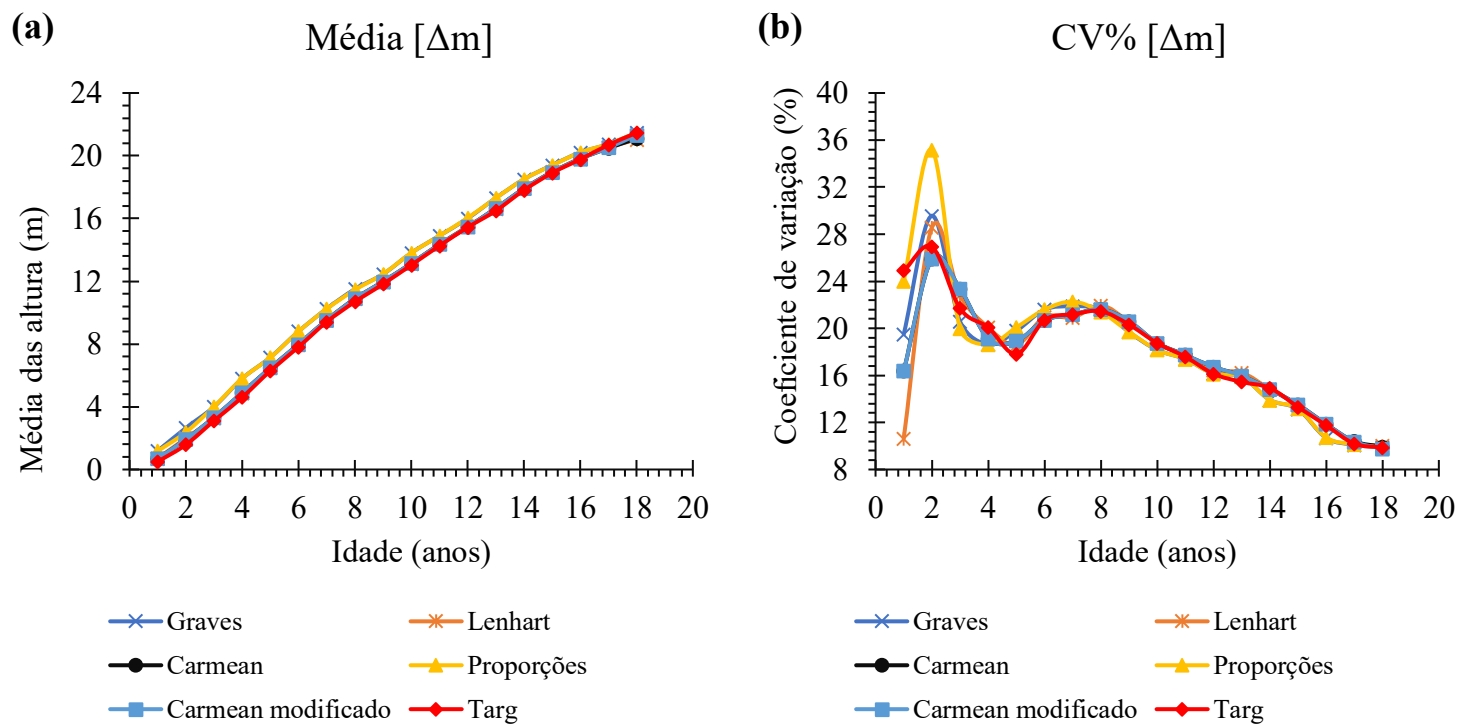 (a)
Média [Δm]
24
20
16
12
8
4
0
Média das altura (m)
0 2 4 6 8 10 12 14 16 18 20
Idade (anos)
Graves Lenhart
Carmean Proporções
Carmean modificado Targ
(b)
CV% [Δm]
40
36
32
28
24
20
16
12
8
Coeficiente de variação (%)
0 2 4 6 8 10 12 14 16 18 20
Idade (anos)
Graves Lenhart
Carmean Proporções
Carmean modificado Targ